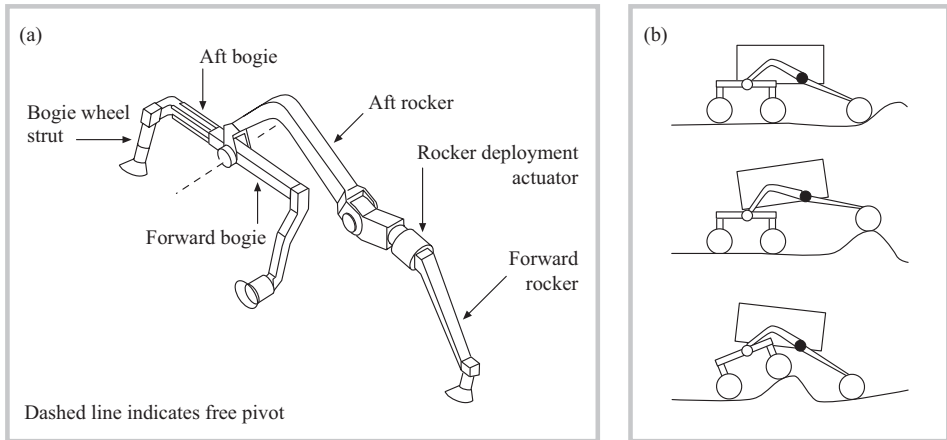 (a)
Aft bogie
Bogie wheel
strut
Aft rocker
Rocker deployment
actuator
Forward bogie
Forward
rocker
Dashed line indicates free pivot
(b)